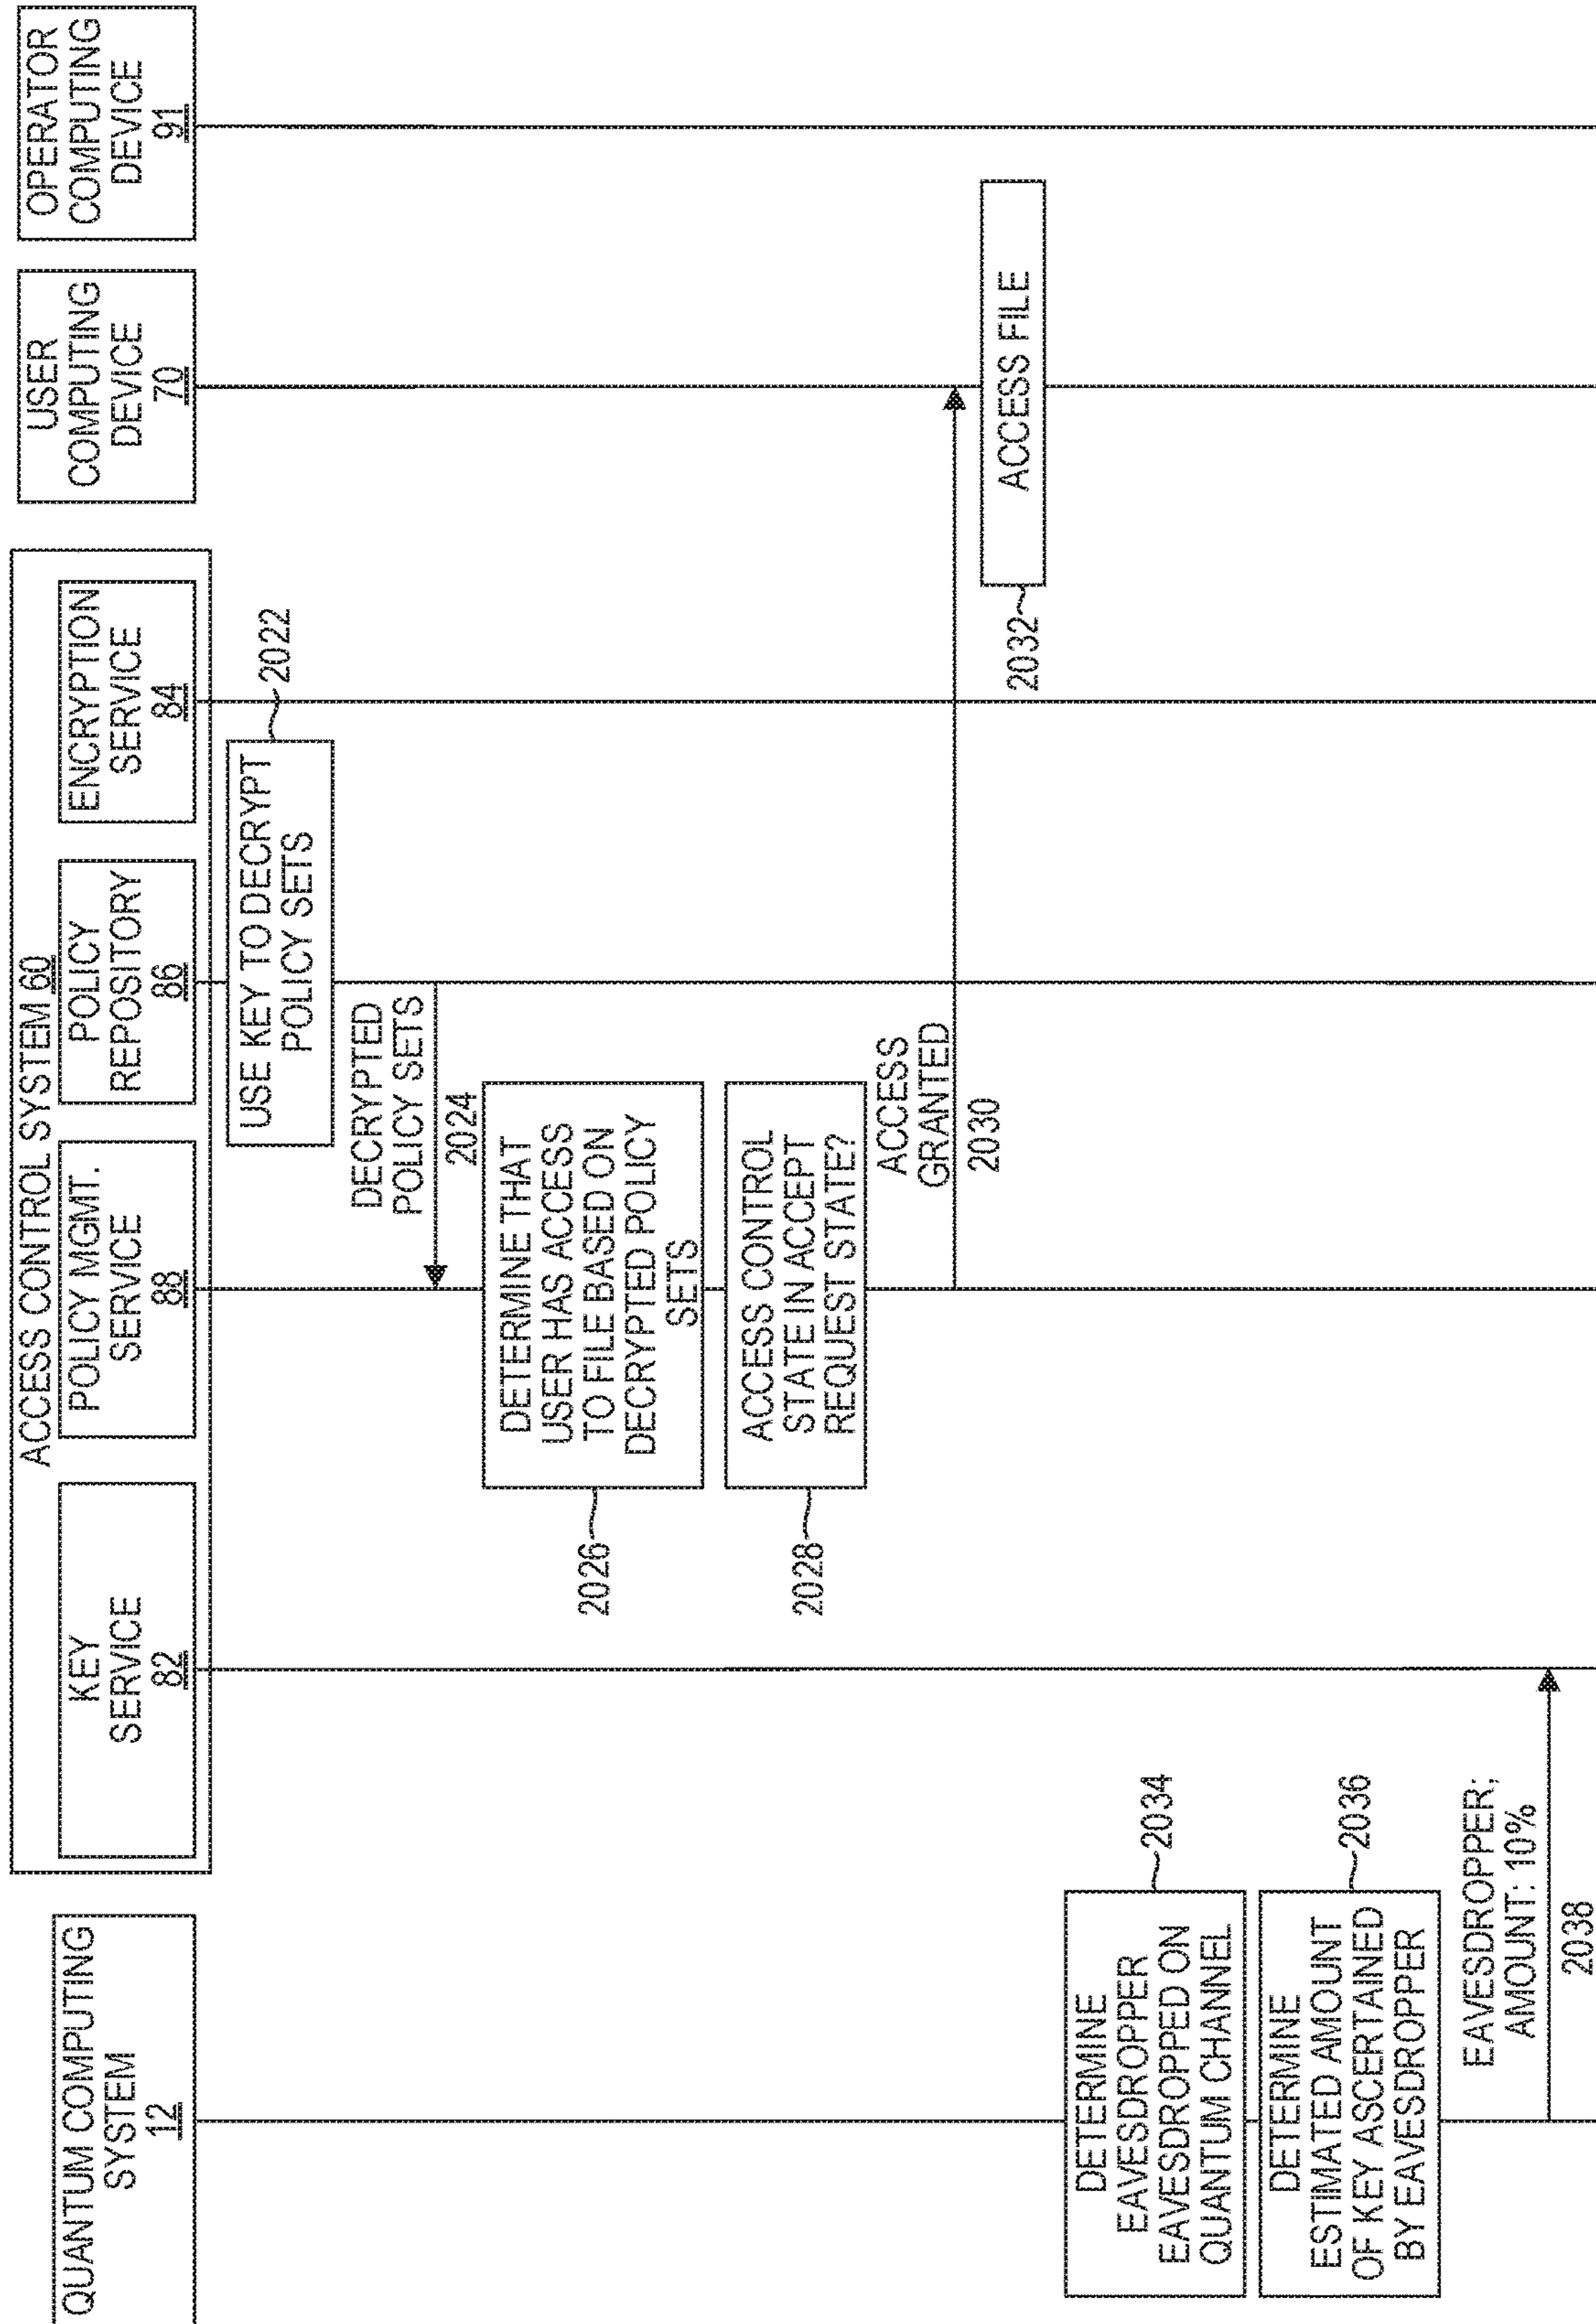 QUANTUM COMPUTING
SYSTEM
12
ACCESS CONTROL SYSTEM 60
KEY
SERVICE
82
POLICY MGMT.
SERVICE
88
POLICY
REPOSITORY
86
ENCRYPTION
SERVICE
84
USER
COMPUTING
DEVICE
70
OPERATOR
COMPUTING
DEVICE
91
USE KEY TO DECRYPT
POLICY SETS
2022
DECRYPTED
POLICY SETS
2024
DETERMINE THAT
USER HAS ACCESS
TO FILE BASED ON
DECRYPTED POLICY
SETS
2026
ACCESS CONTROL
STATE IN ACCEPT
REQUEST STATE?
2028
ACCESS
GRANTED
2030
ACCESS FILE
2032
DETERMINE
EAVESDROPPER
EAVESDROPPED ON
QUANTUM CHANNEL
2034
DETERMINE
ESTIMATED AMOUNT
OF KEY ASCERTAINED
BY EAVESDROPPER
2036
EAVESDROPPER;
AMOUNT: 10%
2038